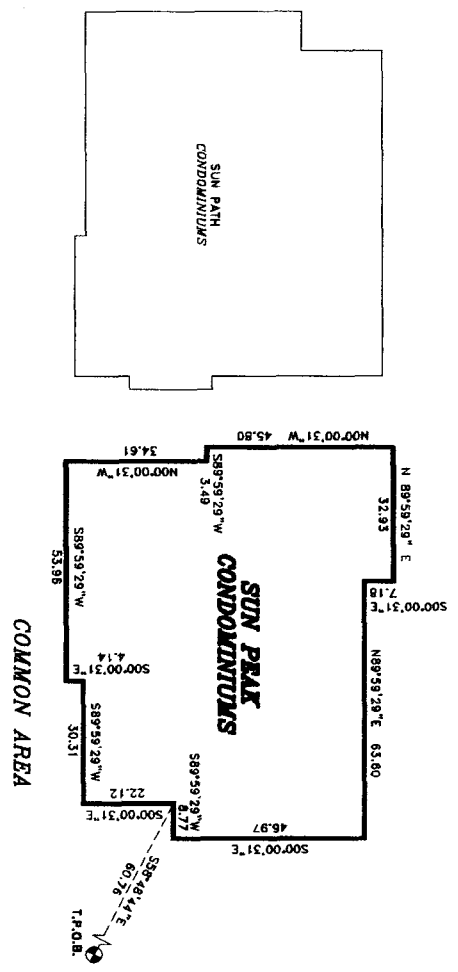 SUN PATH
CONDOMINIUMS
45.80
N00°00'31"W
34.61
N00°00'31"W
S89°59'29"W
3.49
N 89°59'29" E
32.93
7.18
S00°00'31"E
SUN PEAK
CONDOMINIUMS
N89°59'29"E 63.60
S89°59'29"W
53.96
4.14
S00°00'31"E
S89°59'29"W
30.31
COMMON AREA
22.12
S00°00'31"E
S89°59'29"W
8.77
46.97
S00°00'31"E
S58°48'44"E
60.76
T.P.O.B.